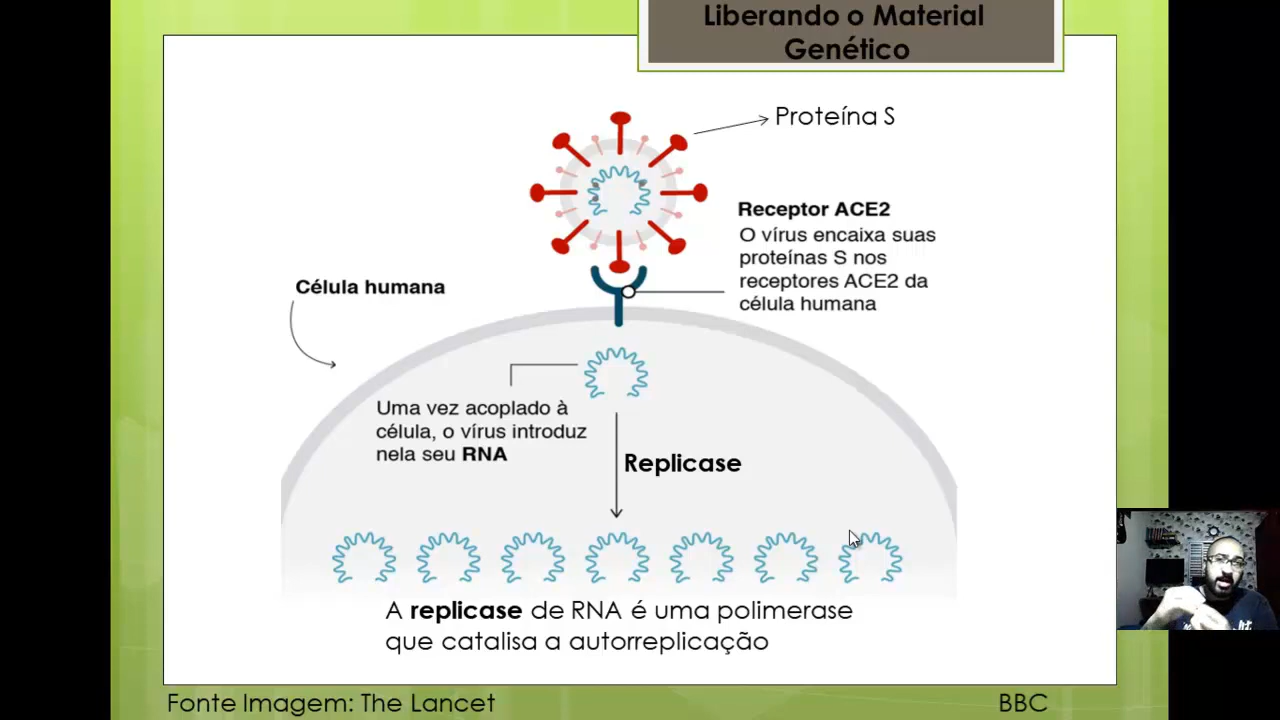 Liberando o Material
Genético
Proteína S
Receptor ACE2
O vírus encaixa suas
proteínas S nos
receptores ACE2 da
célula humana
Célula humana
Uma vez acoplado à
célula, o vírus introduz
nela seu RNA
Replicase
A replicase de RNA é uma polimerase
que catalisa a autorreplicação
Fonte Imagem: The Lancet
BBC